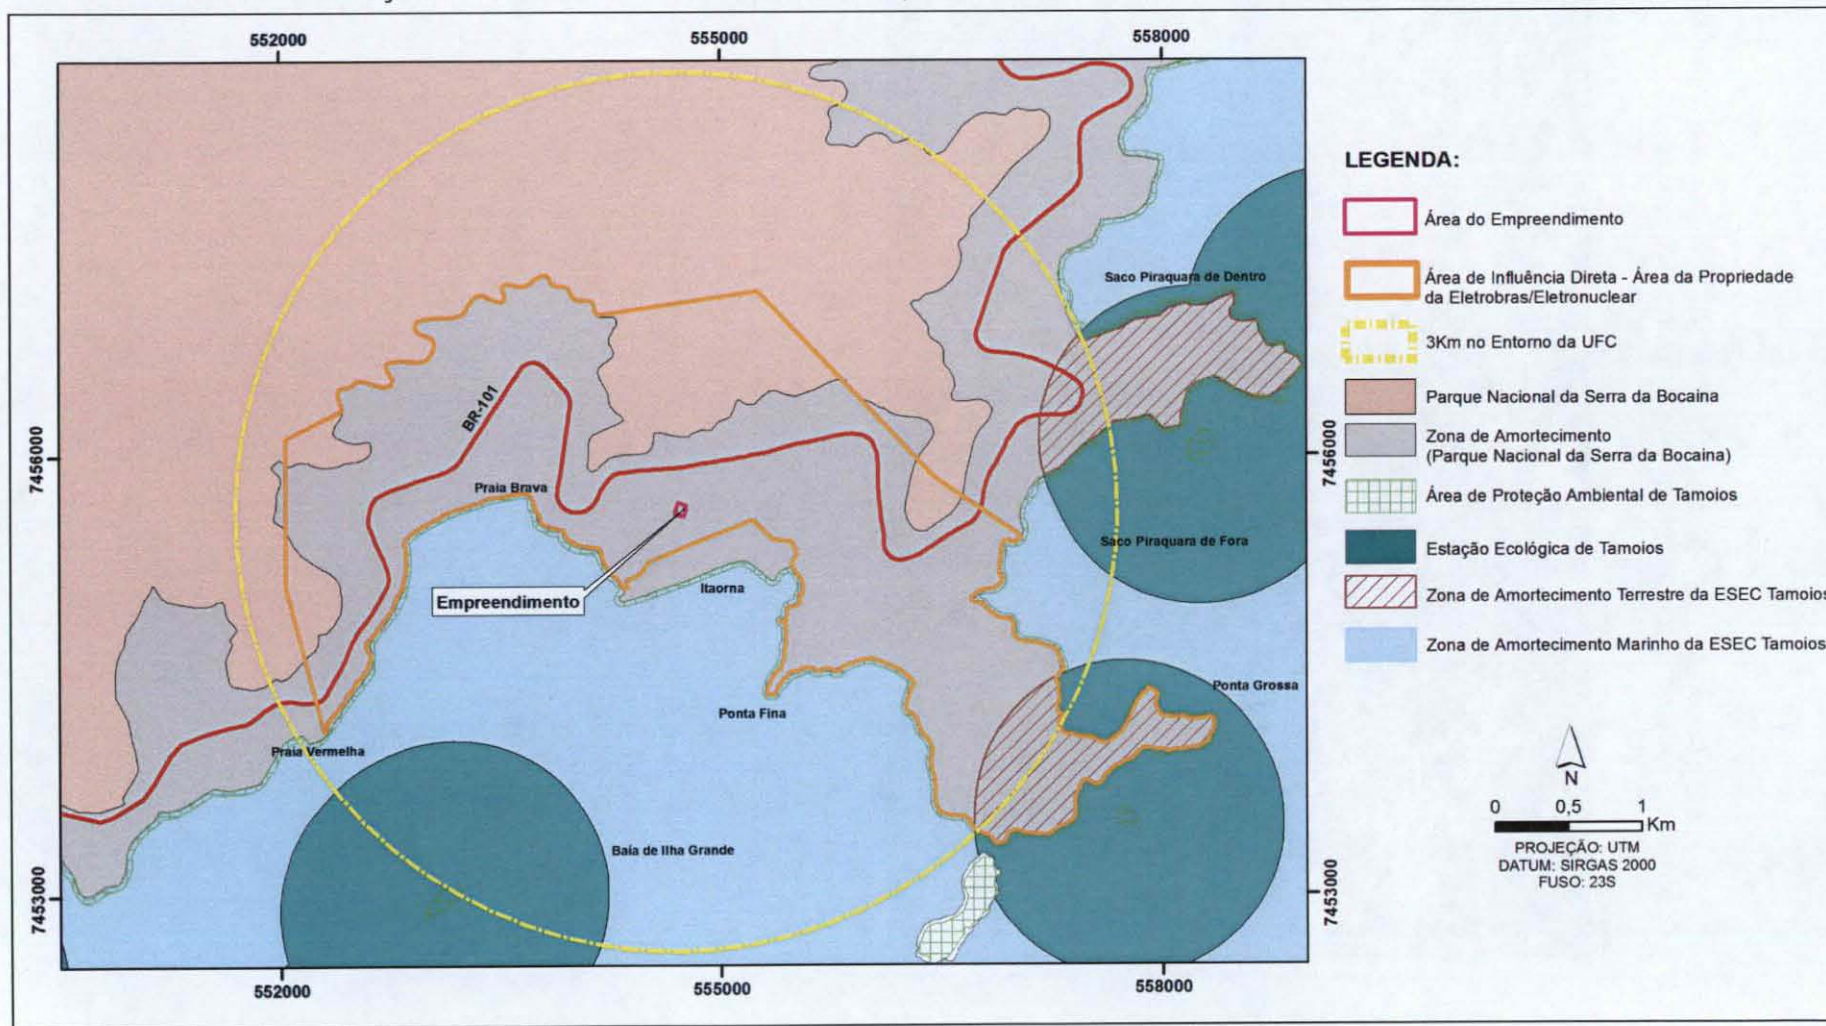 552000
555000
558000
7456000
7453000
7456000
7453000
552000
555000
558000
BR-101
Praia Brava
Empreendimento
Itaorna
Ponta Fina
Praia Vermelha
Baía de Ilha Grande
Saco Piraquara de Dentro
Saco Piraquara de Fora
Ponta Grossa
LEGENDA:
Área do Empreendimento
Área de Influência Direta - Área da Propriedade
da Eletrobras/Eletronuclear
3Km no Entorno da UFC
Parque Nacional da Serra da Bocaina
Zona de Amortecimento
(Parque Nacional da Serra da Bocaina)
Área de Proteção Ambiental de Tamoios
Estação Ecológica de Tamoios
Zona de Amortecimento Terrestre da ESEC Tamoios
Zona de Amortecimento Marinho da ESEC Tamoios
N
0 0,5 1
Km
PROJEÇÃO: UTM
DATUM: SIRGAS 2000
FUSO: 23S